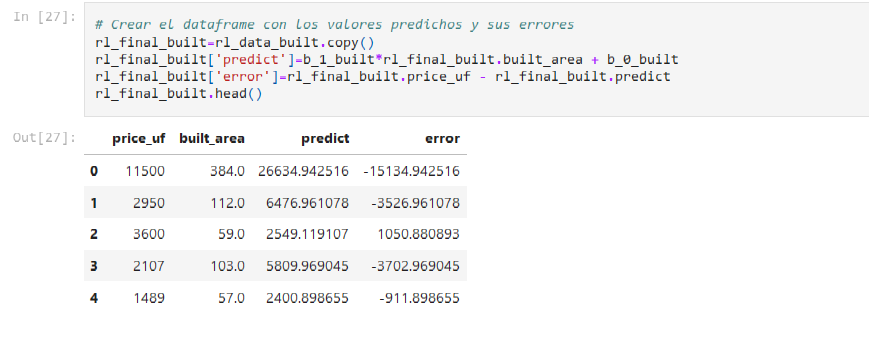 In [27]:
# Crear el dataframe con los valores predichos y sus errores
rl_final_built=rl_data_built.copy()
rl_final_built['predict']=b_1_built*rl_final_built.built_area + b_0_built
rl_final_built['error']=rl_final_built.price_uf - rl_final_built.predict
rl_final_built.head()
Out[27]:
price_uf built_area predict error
0 11500 384.0 26634.942516 -15134.942516
1 2950 112.0 6476.961078 -3526.961078
2 3600 59.0 2549.119107 1050.880893
3 2107 103.0 5809.969045 -3702.969045
4 1489 57.0 2400.898655 -911.898655